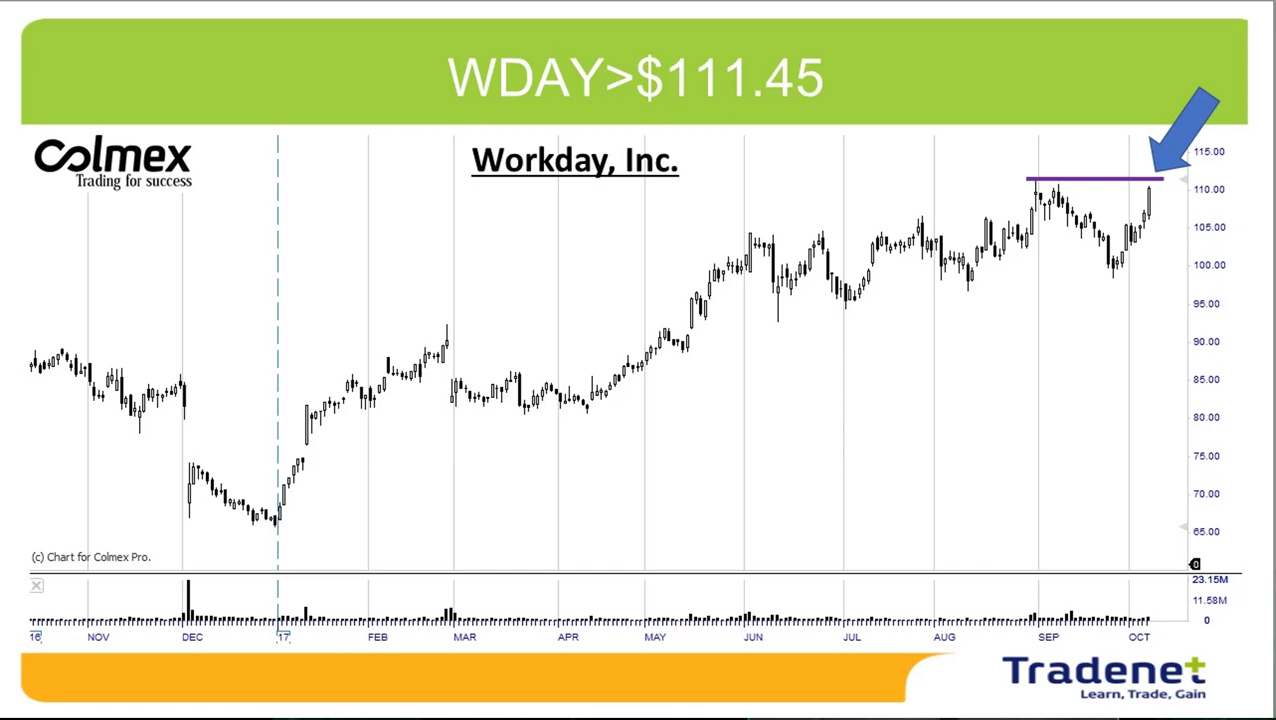 WDAY>$111.45
Colmex
Trading for success
Workday, Inc.
115.00
110.00
105.00
100.00
95.00
90.00
85.00
80.00
75.00
70.00
65.00
(c) Chart for Colmex Pro.
0
23.15M
11.58M
0
16 NOV DEC 17 FEB MAR APR MAY JUN JUL AUG SEP OCT
Tradenet
Learn, Trade, Gain